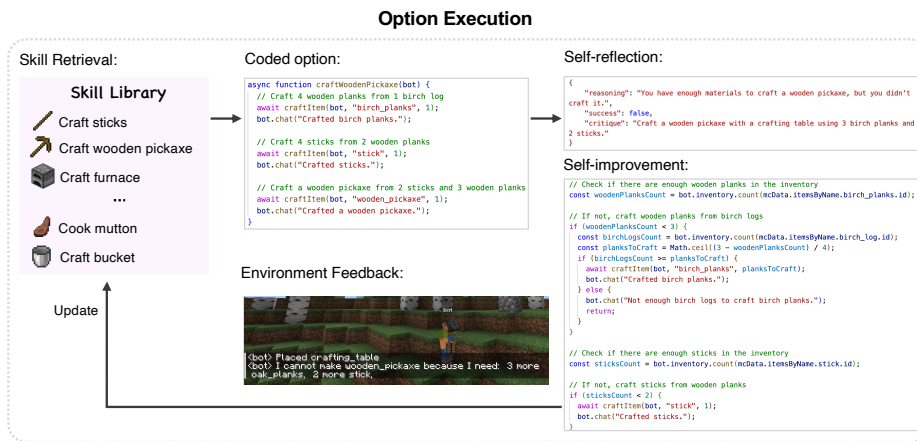 Option Execution
Skill Retrieval:
Skill Library
Craft sticks
Craft wooden pickaxe
Craft furnace
...
Cook mutton
Craft bucket
Update
Coded option:
async function craftWoodenPickaxe(bot) {
// Craft 4 wooden planks from 1 birch log
await craftItem(bot, "birch_planks", 1);
bot.chat("Crafted birch planks.");
// Craft 4 sticks from 2 wooden planks
await craftItem(bot, "stick", 1);
bot.chat("Crafted sticks.");
// Craft a wooden pickaxe from 2 sticks and 3 wooden planks
await craftItem(bot, "wooden_pickaxe", 1);
bot.chat("Crafted a wooden pickaxe.");
}
Environment Feedback:
bot
<bot> Placed crafting_table
<bot> I cannot make wooden_pickaxe because I need: 3 more
oak_planks, 2 more stick,
Self-reflection:
{
"reasoning": "You have enough materials to craft a wooden pickaxe, but you didn't
craft it.",
"success": false,
"critique": "Craft a wooden pickaxe with a crafting table using 3 birch planks and
2 sticks."
}
Self-improvement:
// Check if there are enough wooden planks in the inventory
const woodenPlanksCount = bot.inventory.count(mcData.itemsByName.birch_planks.id);
// If not, craft wooden planks from birch logs
if (woodenPlanksCount < 3) {
const birchLogsCount = bot.inventory.count(mcData.itemsByName.birch_log.id);
const planksToCraft = Math.ceil((3 - woodenPlanksCount) / 4);
if (birchLogsCount >= planksToCraft) {
await craftItem(bot, "birch_planks", planksToCraft);
bot.chat("Crafted birch planks.");
} else {
bot.chat("Not enough birch logs to craft birch planks.");
return;
}
}
// Check if there are enough sticks in the inventory
const sticksCount = bot.inventory.count(mcData.itemsByName.stick.id);
// If not, craft sticks from wooden planks
if (sticksCount < 2) {
await craftItem(bot, "stick", 1);
bot.chat("Crafted sticks.");
}